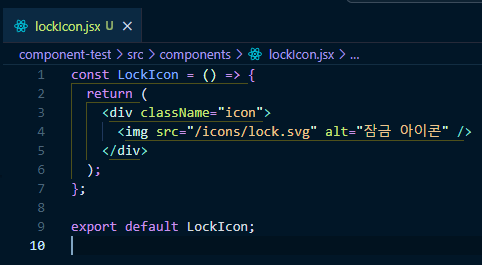 lockIcon.jsx U ×
component-test > src > components > lockIcon.jsx > ...
1 const LockIcon = () => {
2 return (
3 <div className="icon">
4 <img src="/icons/lock.svg" alt="잠금 아이콘" />
5 </div>
6 );
7 };
8
9 export default LockIcon;
10